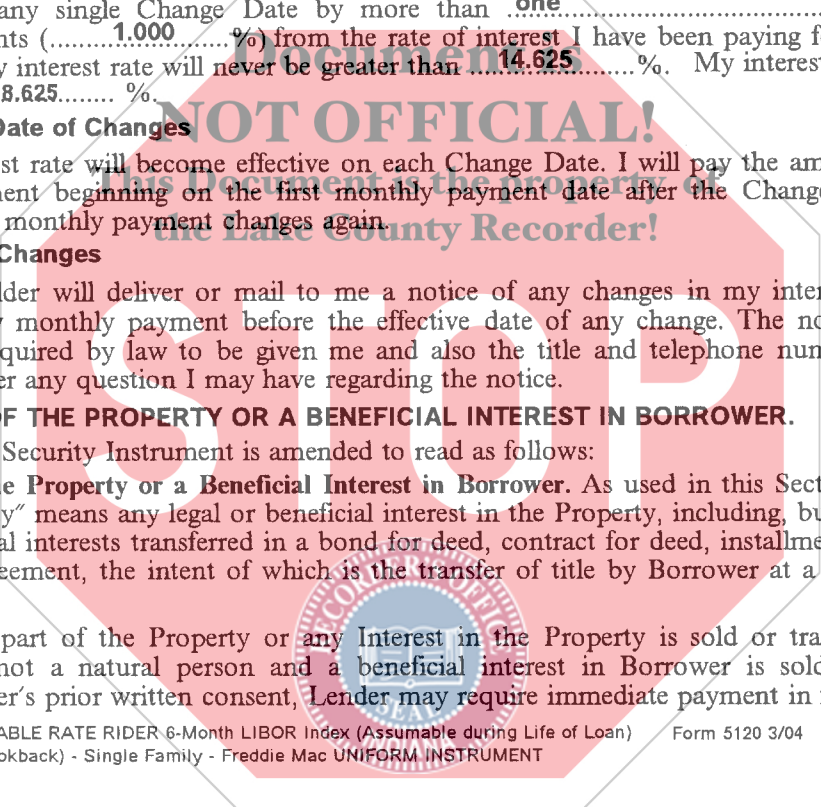 any single Change Date by more than ..one..............................
nts (.........1.000........%) from the rate of interest I have been paying f
Document is
y interest rate will never be greater than .....14.625............. %. My interes
8.625........ %.
NOT OFFICIAL!
Date of Changes
st rate will become effective on each Change Date. I will pay the am
This Document is the property of
nent beginning on the first monthly payment date after the Change
monthly payment changes again.
the Lake County Recorder!
Changes
lder will deliver or mail to me a notice of any changes in my inter
y monthly payment before the effective date of any change. The no
quired by law to be given me and also the title and telephone num
er any question I may have regarding the notice.
STOP
OF THE PROPERTY OR A BENEFICIAL INTEREST IN BORROWER.
Security Instrument is amended to read as follows:
e Property or a Beneficial Interest in Borrower. As used in this Sect
y" means any legal or beneficial interest in the Property, including, bu
al interests transferred in a bond for deed, contract for deed, installme
eement, the intent of which is the transfer of title by Borrower at a
RECORDER'S OFFICE
part of the Property or any Interest in the Property is sold or tra
not a natural person and a beneficial interest in Borrower is sold
er's prior written consent, Lender may require immediate payment in
SEAL
INDIANA
ABLE RATE RIDER 6-Month LIBOR Index (Assumable during Life of Loan) Form 5120 3/04
okback) - Single Family - Freddie Mac UNIFORM INSTRUMENT